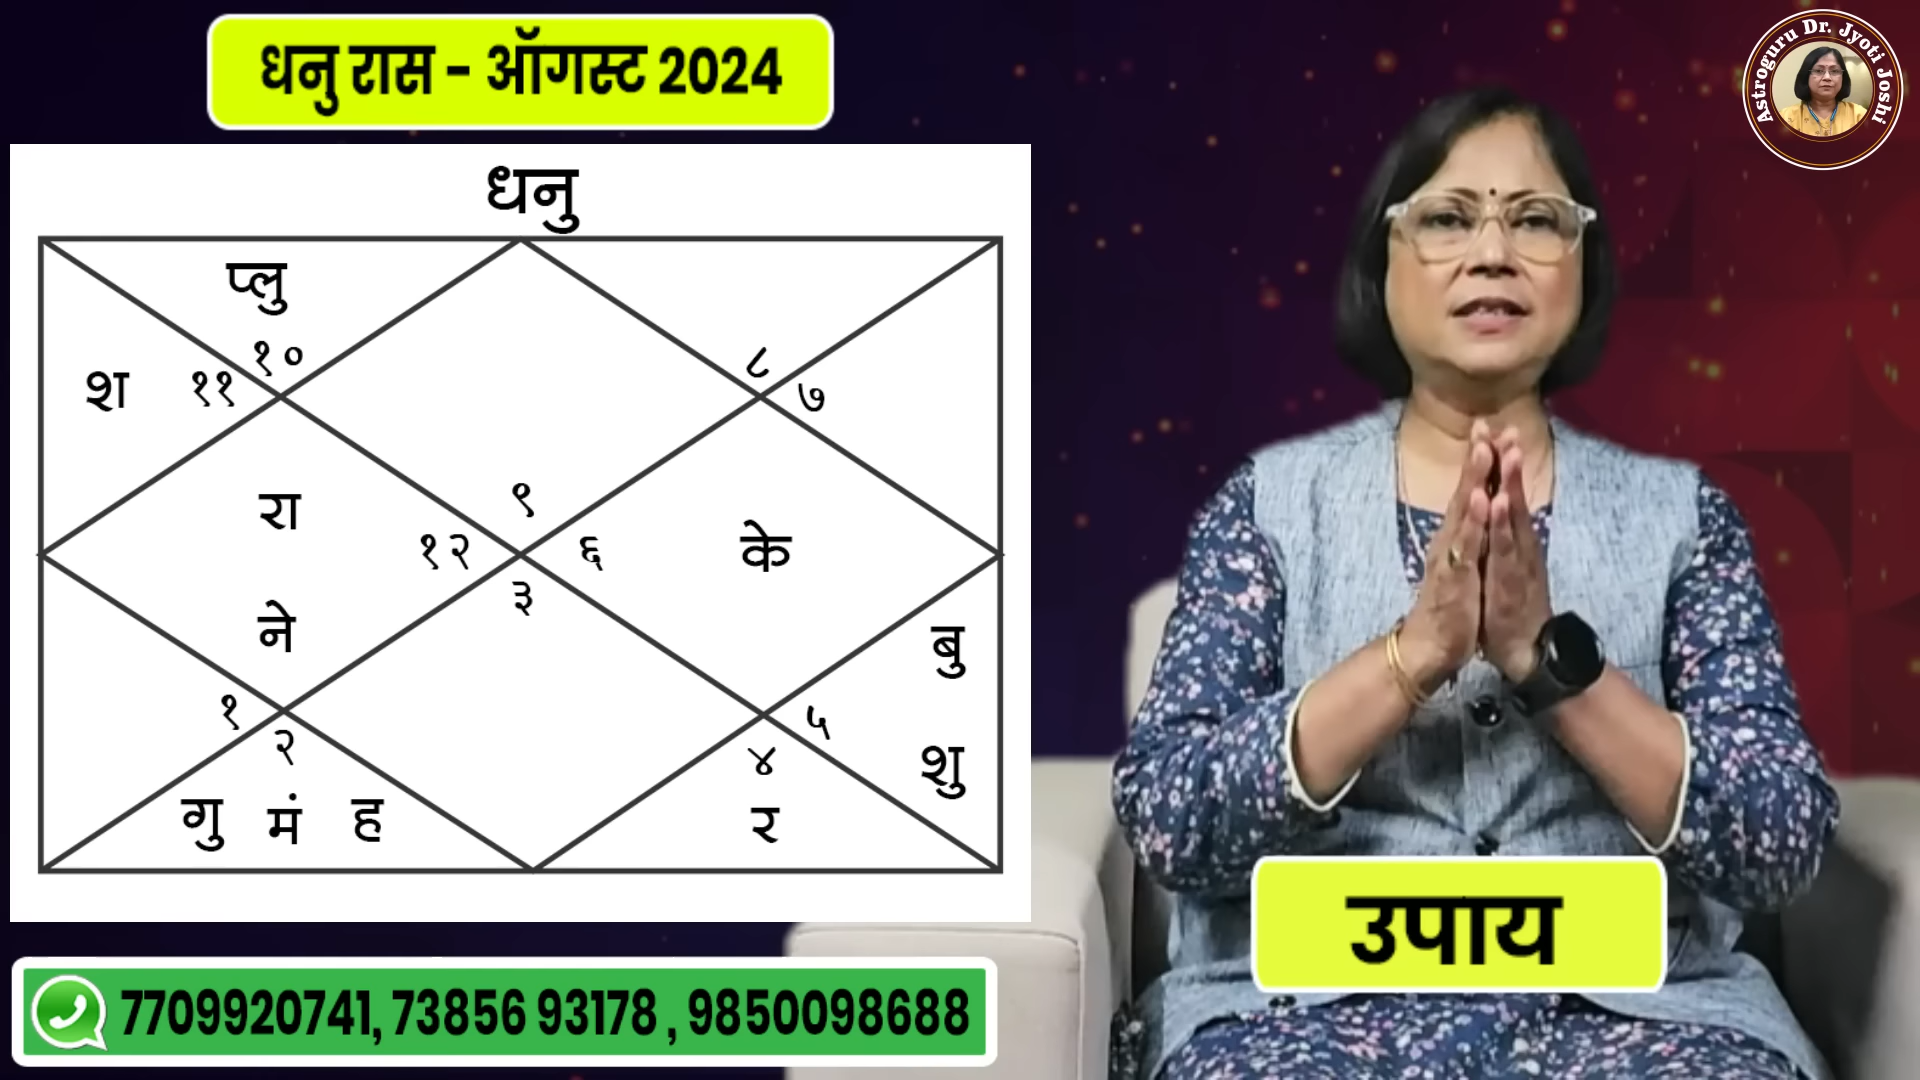 धनु रास - ऑगस्ट 2024
Astroguru Dr. Jyoti Joshi
धनु
प्लु
१०
श ११
८
७
रा
९
१२
६
के
३
ने
बु
१
२
५
४
शु
गु मं ह
र
उपाय
7709920741, 73856 93178 , 9850098688